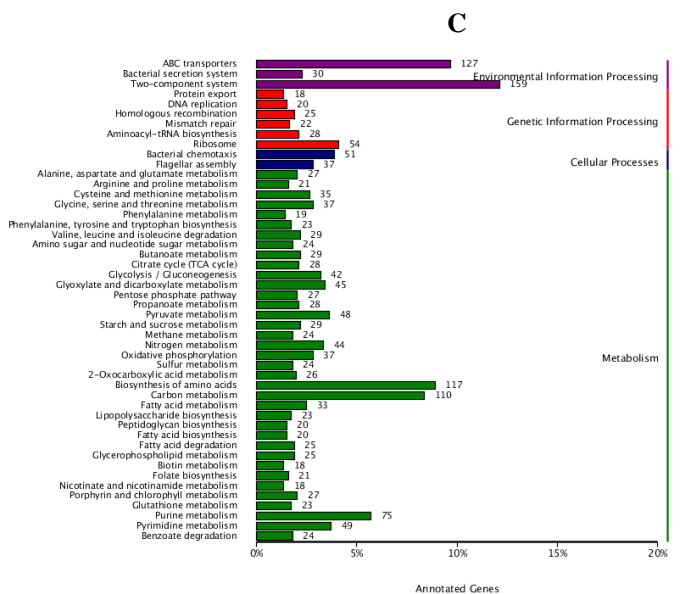 C
ABC transporters 127
Bacterial secretion system 30 Environmental Information Processing
Two-component system 159
Protein export 18
DNA replication 20
Homologous recombination 25
Mismatch repair 22 Genetic Information Processing
Aminoacyl-tRNA biosynthesis 28
Ribosome 54
Bacterial chemotaxis 51
Flagellar assembly 37 Cellular Processes
Alanine, aspartate and glutamate metabolism 27
Arginine and proline metabolism 21
Cysteine and methionine metabolism 35
Glycine, serine and threonine metabolism 37
Phenylalanine metabolism 19
Phenylalanine, tyrosine and tryptophan biosynthesis 23
Valine, leucine and isoleucine degradation 29
Amino sugar and nucleotide sugar metabolism 24
Butanoate metabolism 29
Citrate cycle (TCA cycle) 28
Glycolysis / Gluconeogenesis 42
Glyoxylate and dicarboxylate metabolism 45
Pentose phosphate pathway 27
Propanoate metabolism 28
Pyruvate metabolism 48
Starch and sucrose metabolism 29
Methane metabolism 24
Nitrogen metabolism 44
Oxidative phosphorylation 37 Metabolism
Sulfur metabolism 24
2-Oxocarboxylic acid metabolism 26
Biosynthesis of amino acids 117
Carbon metabolism 110
Fatty acid metabolism 33
Lipopolysaccharide biosynthesis 23
Peptidoglycan biosynthesis 20
Fatty acid biosynthesis 20
Fatty acid degradation 25
Glycerophospholipid metabolism 25
Biotin metabolism 18
Folate biosynthesis 21
Nicotinate and nicotinamide metabolism 18
Porphyrin and chlorophyll metabolism 27
Glutathione metabolism 23
Purine metabolism 75
Pyrimidine metabolism 49
Benzoate degradation 24
0% 5% 10% 15% 20%
Annotated Genes